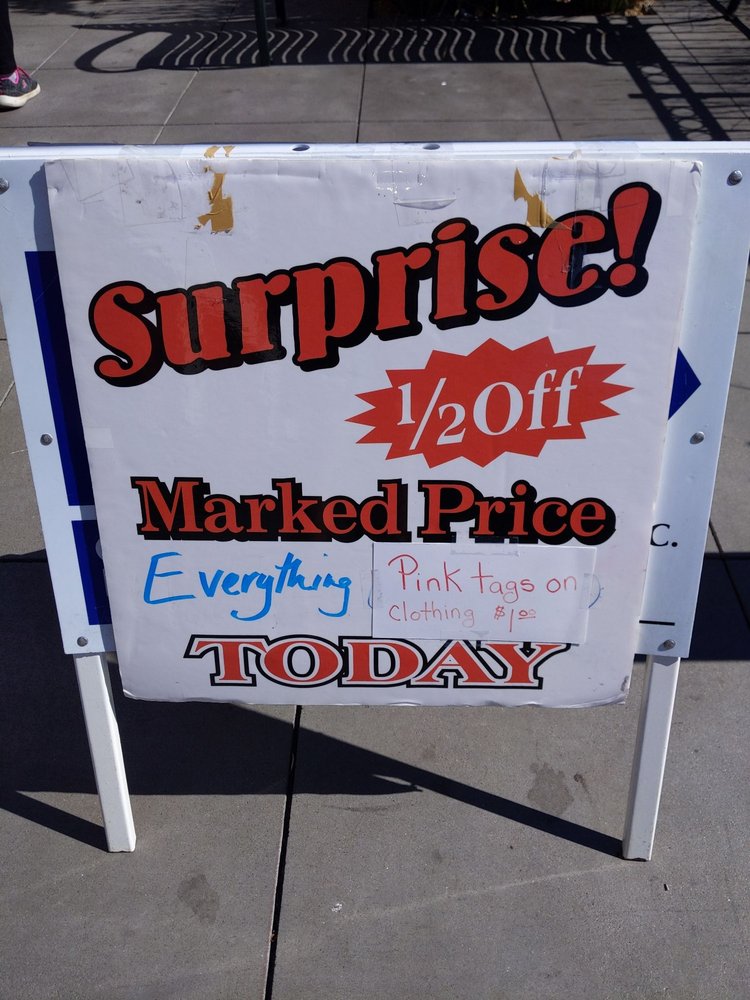 Surprise!
1/2 Off
Marked Price
Everything
Pink tags on
Clothing $1.00
TODAY
C.